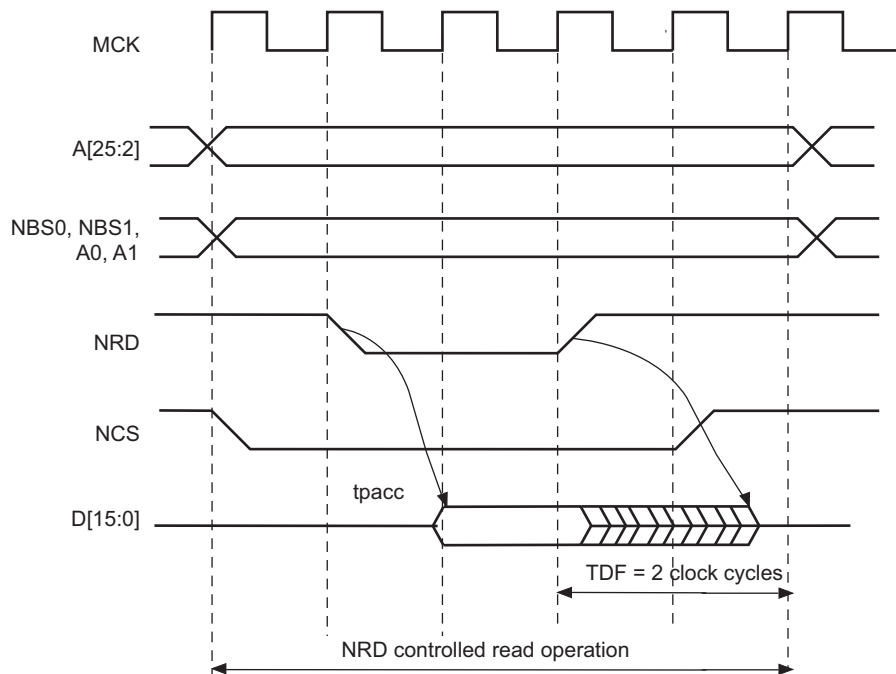 MCK
A[25:2]
NBS0, NBS1,
A0, A1
NRD
NCS
tpacc
D[15:0]
TDF = 2 clock cycles
NRD controlled read operation